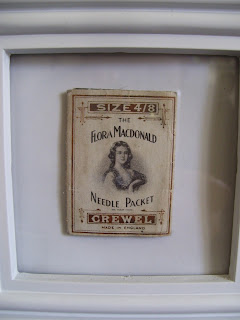 SIZE 4/8
THE
FLORA MACDONALD
NEEDLE PACKET
CREWEL
MADE IN ENGLAND